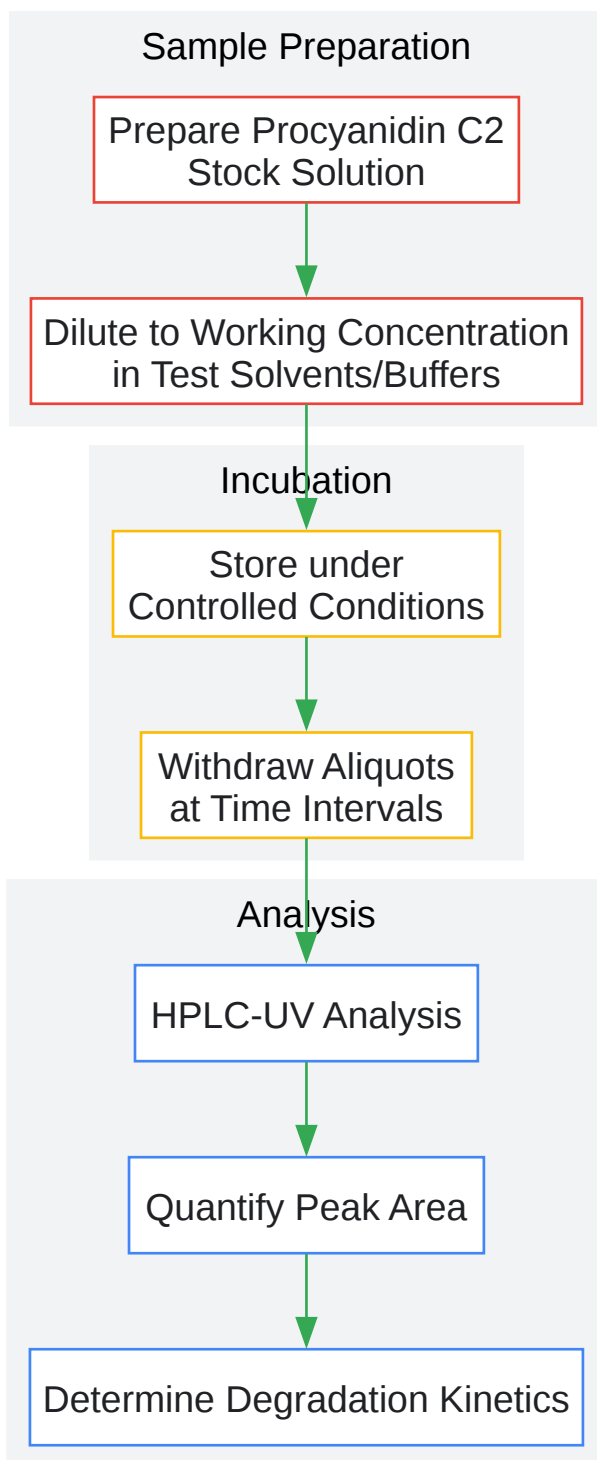 Sample Preparation
Prepare Procyanidin C2
Stock Solution
Dilute to Working Concentration
in Test Solvents/Buffers
Incubation
Store under
Controlled Conditions
Withdraw Aliquots
at Time Intervals
Analysis
HPLC-UV Analysis
Quantify Peak Area
Determine Degradation Kinetics